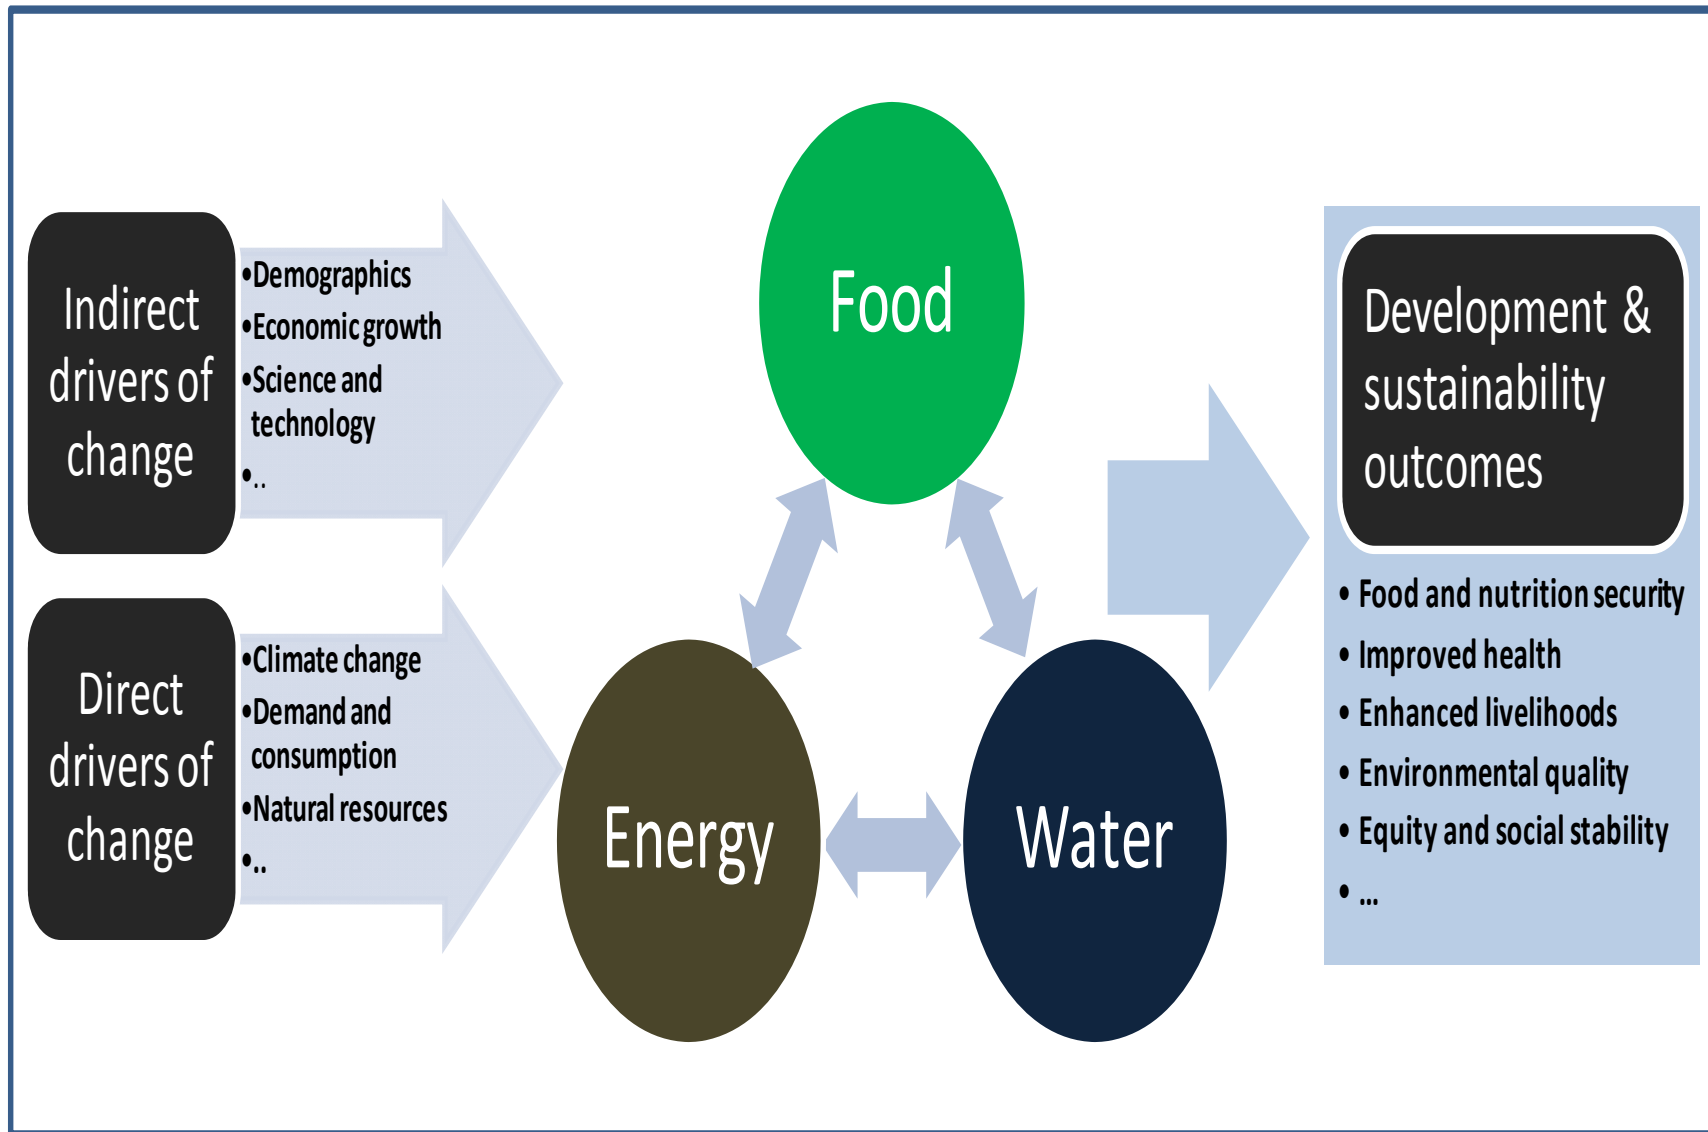 Indirect
drivers of
change
•Demographics
•Economic growth
•Science and
technology
•..
Direct
drivers of
change
•Climate change
•Demand and
consumption
•Natural resources
•..
Food
Energy
Water
Development &
sustainability
outcomes
• Food and nutrition security
• Improved health
• Enhanced livelihoods
• Environmental quality
• Equity and social stability
• ...